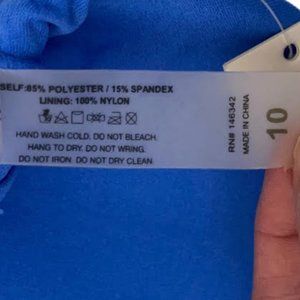 SELF:85% POLYESTER / 15% SPANDEX
LINING: 100% NYLON
HAND WASH COLD. DO NOT BLEACH.
HANG TO DRY. DO NOT WRING.
DO NOT IRON. DO NOT DRY CLEAN
RN# 146342
MADE IN CHINA
10